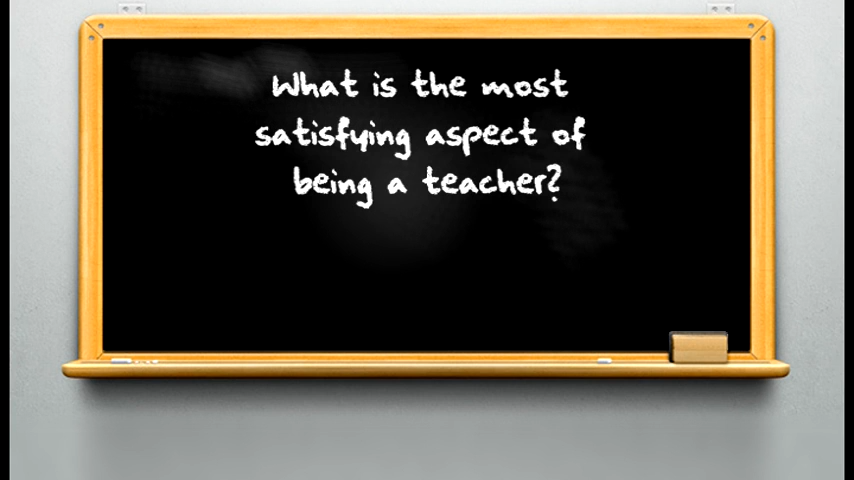 What is the most
satisfying aspect of
being a teacher?